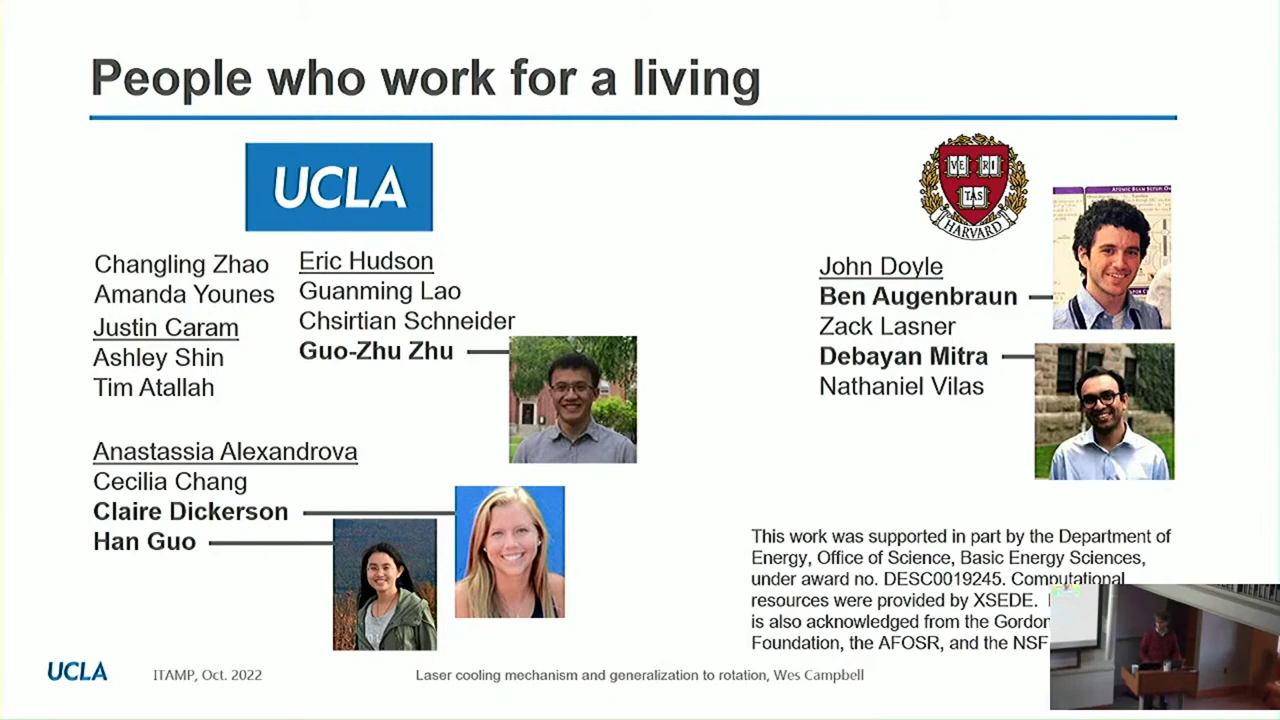 People who work for a living
UCLA
Changling Zhao
Amanda Younes
Justin Caram
Ashley Shin
Tim Atallah
Eric Hudson
Guanming Lao
Chsirtian Schneider
Guo-Zhu Zhu
Anastassia Alexandrova
Cecilia Chang
Claire Dickerson
Han Guo
VE RI
TAS
HARVARD
ATOMIC BEAM SETUP
John Doyle
Ben Augenbraun
Zack Lasner
Debayan Mitra
Nathaniel Vilas
This work was supported in part by the Department of
Energy, Office of Science, Basic Energy Sciences,
under award no. DESC0019245. Computational
resources were provided by XSEDE.
is also acknowledged from the Gordon
Foundation, the AFOSR, and the NSF
UCLA
ITAMP, Oct. 2022
Laser cooling mechanism and generalization to rotation, Wes Campbell